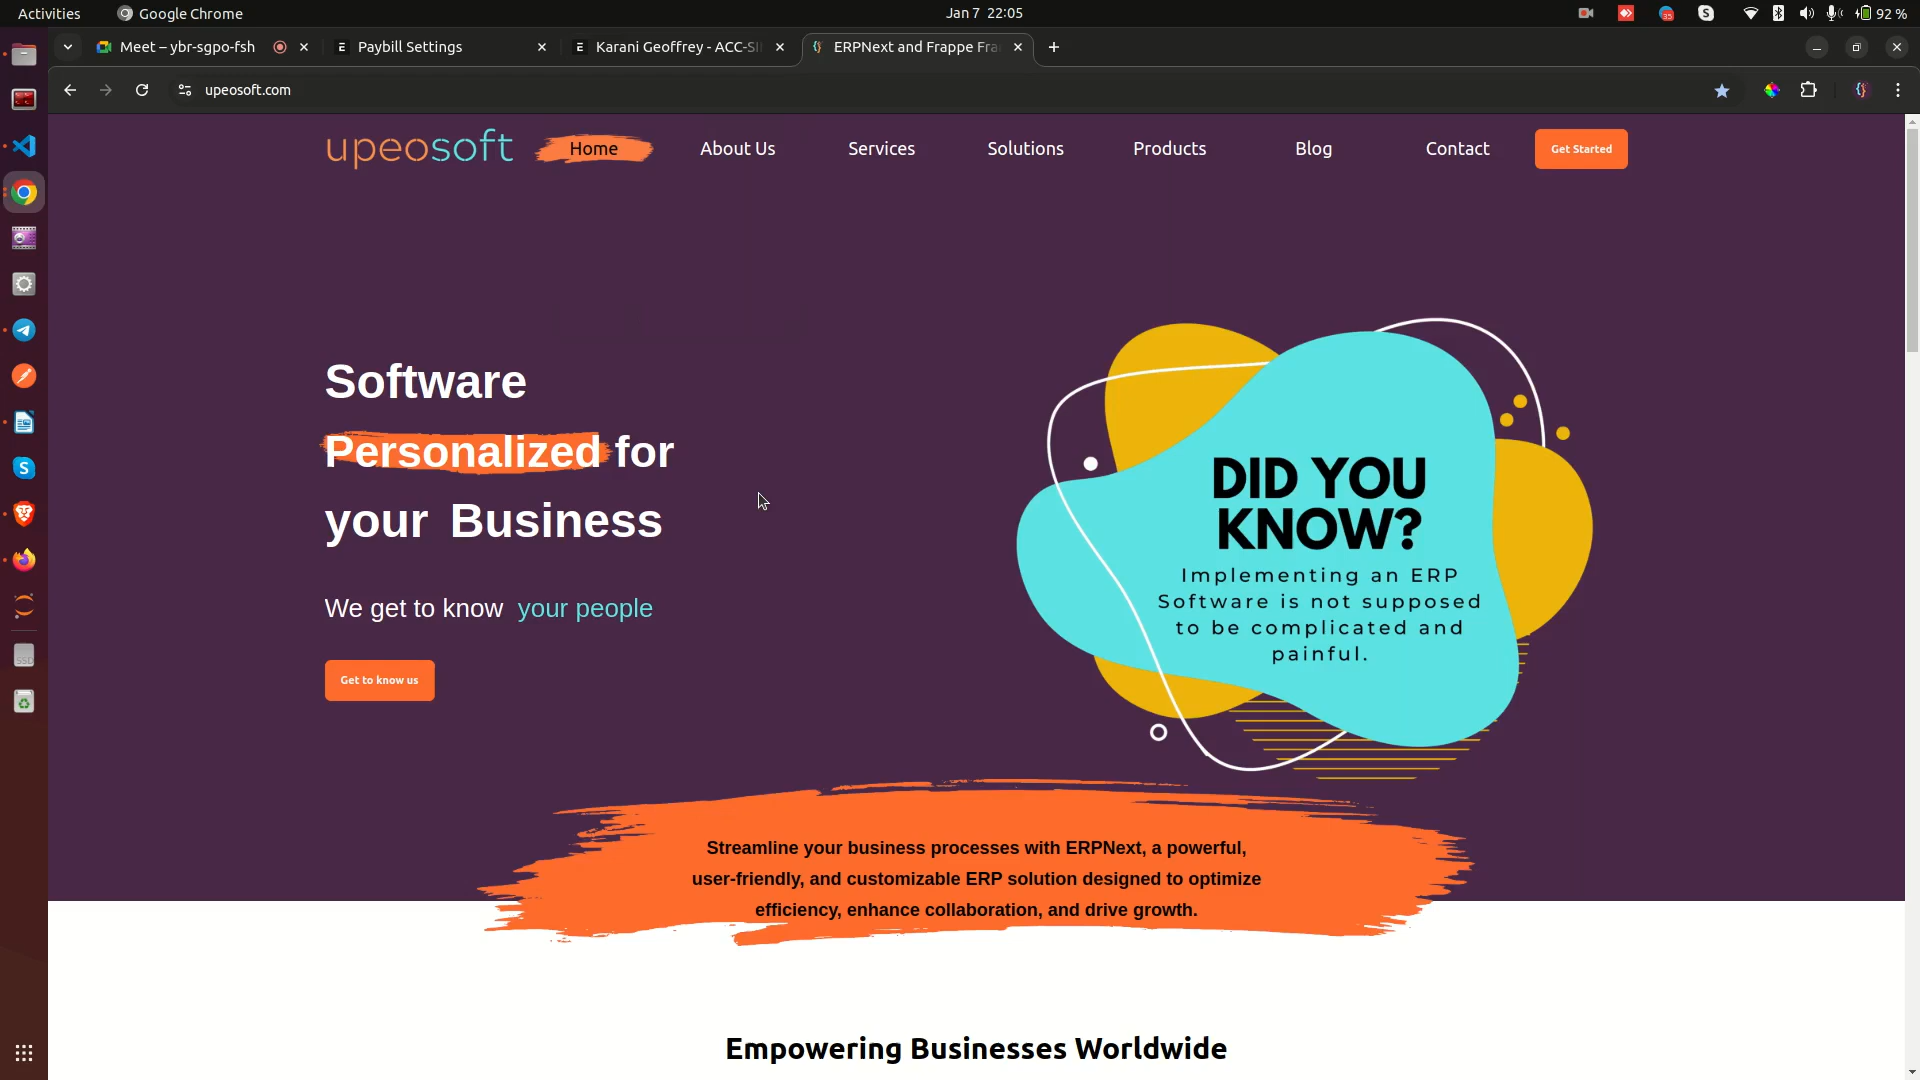 Activities
Google Chrome
Jan 7 22:05
35
92 %
Meet – ybr-sgpo-fsh
Paybill Settings
Karani Geoffrey - ACC-SI
ERPNext and Frappe Fra
upeosoft.com
upeosoft
Home
About Us
Services
Solutions
Products
Blog
Contact
Get Started
Software
Personalized for
your Business
We get to know your people
Get to know us
DID YOU
KNOW?
Implementing an ERP
Software is not supposed
to be complicated and
painful.
Streamline your business processes with ERPNext, a powerful,
user-friendly, and customizable ERP solution designed to optimize
efficiency, enhance collaboration, and drive growth.
Empowering Businesses Worldwide
SSD